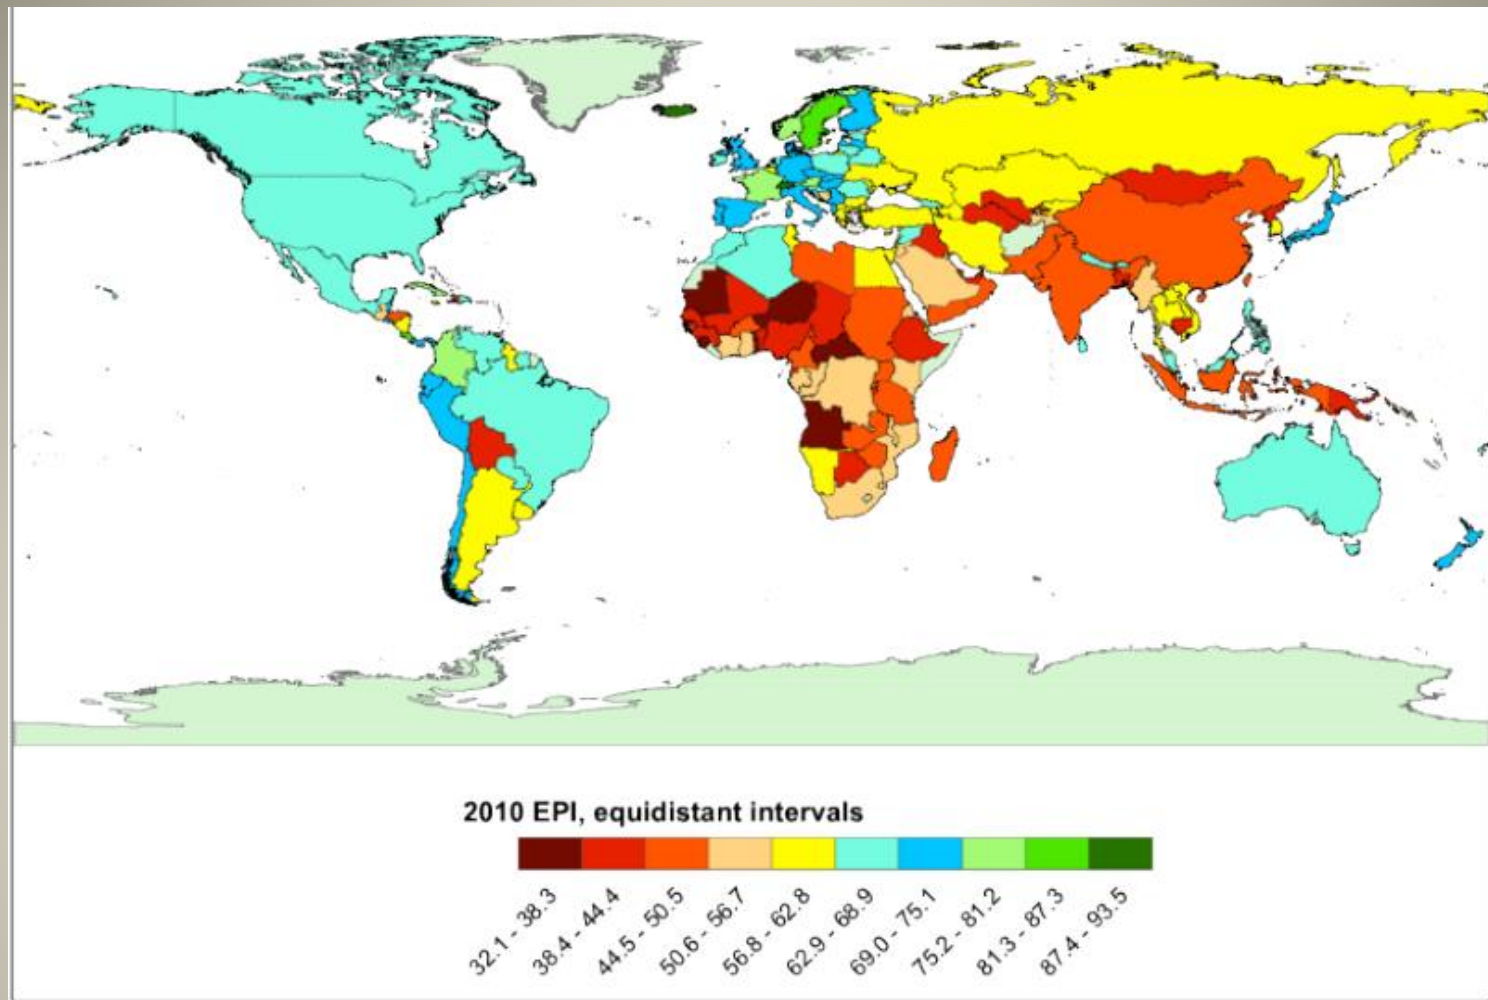 2010 EPI, equidistant intervals
32.1 - 38.3
38.4 - 44.4
44.5 - 50.5
50.6 - 56.7
56.8 - 62.8
62.9 - 68.9
69.0 - 75.1
75.2 - 81.2
81.3 - 87.3
87.4 - 93.5